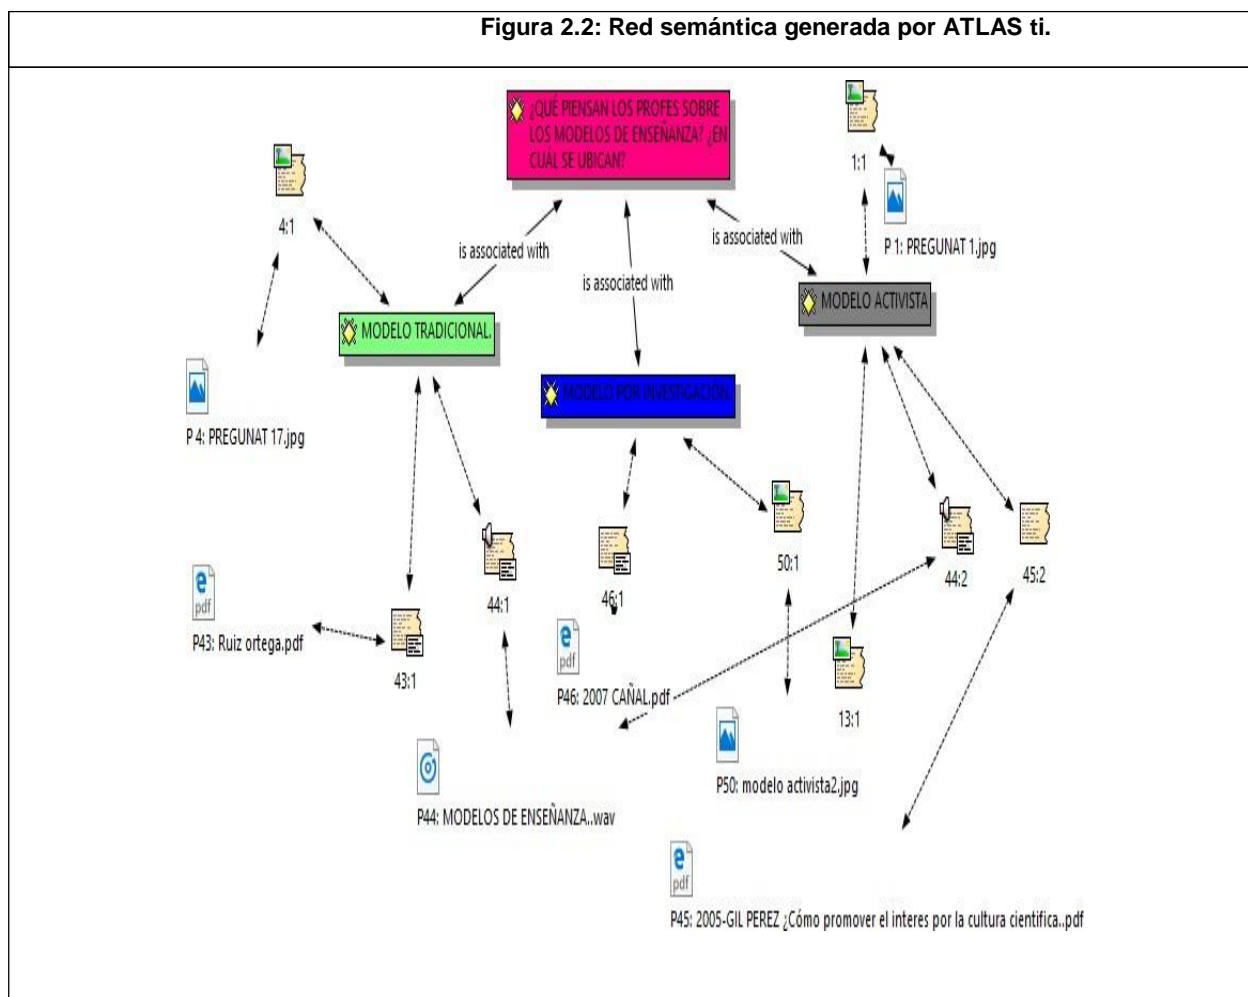 Figura 2.2: Red semántica generada por ATLAS ti.
¿QUÉ PIENSAN LOS PROFES SOBRE
LOS MODELOS DE ENSEÑANZA? ¿EN
CUÁL SE UBICAN?
1:1
4:1
P 1: PREGUNAT 1.jpg
is associated with
is associated with
is associated with
MODELO ACTIVISTA
MODELO TRADICIONAL.
MODELO POR INVESTIGACIÓN.
P 4: PREGUNAT 17.jpg
50:1
44:2
45:2
44:1
46:1
pdf
P43: Ruiz ortega.pdf
43:1
pdf
P46: 2007 CAÑAL.pdf
13:1
P50: modelo activista2.jpg
P44: MODELOS DE ENSEÑANZA..wav
pdf
P45: 2005-GIL PEREZ ¿Cómo promover el interes por la cultura cientifica..pdf